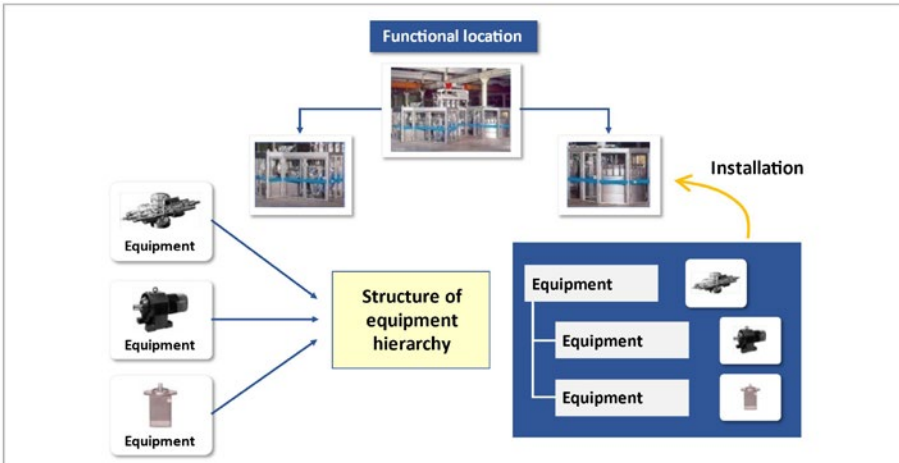 Functional location
Installation
Equipment
Equipment
Equipment
Structure of
equipment
hierarchy
Equipment
Equipment
Equipment